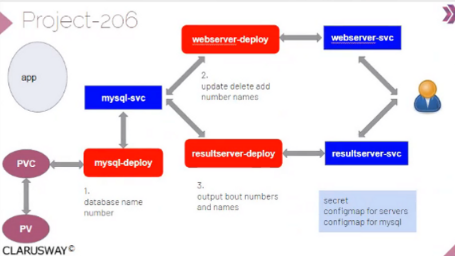 Project-206
webserver-deploy
webserver-svc
app
2.
update delete add
number names
mysql-svc
PVC
mysql-deploy
resultserver-deploy
resultserver-svc
1.
database name
number
3.
output bout numbers
and names
secret
configmap for servers
configmap for mysql
PV
CLARUSWAY©